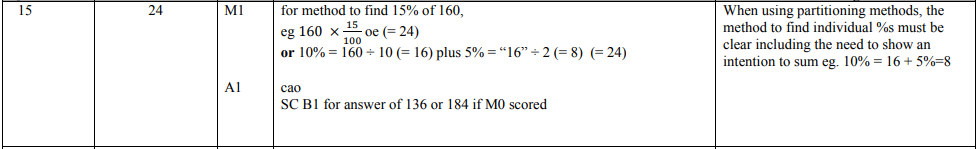 15 24 M1 for method to find 15% of 160, When using partitioning methods, the
eg 160 × 15/100 oe (= 24) method to find individual %s must be
or 10% = 160 ÷ 10 (= 16) plus 5% = “16” ÷ 2 (= 8) (= 24) clear including the need to show an
intention to sum eg. 10% = 16 + 5%=8
A1 cao
SC B1 for answer of 136 or 184 if M0 scored